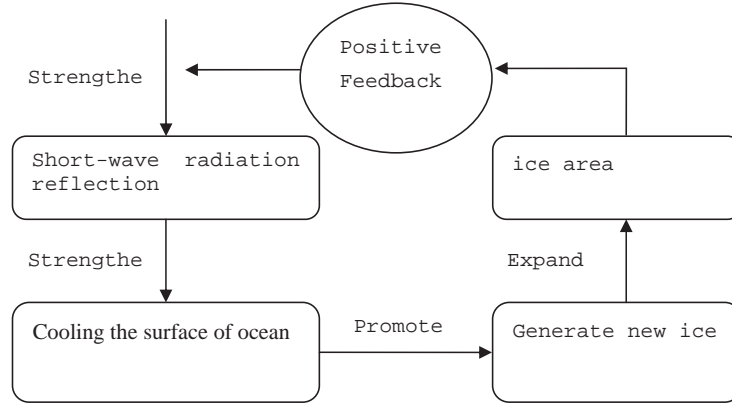 Positive
Feedback
Strengthe
Short-wave radiation
reflection
ice area
Strengthe
Expand
Cooling the surface of ocean
Promote
Generate new ice